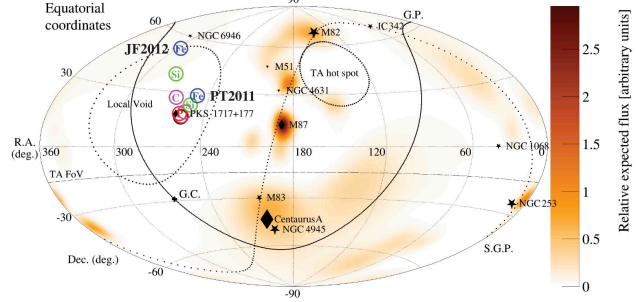 Equatorial
coordinates
90
G.P.
60
NGC 6946
M82
IC 342
JF2012 Fe
30
Si
M51
TA hot spot
C Fe PT2011
NGC 4631
Local Void
PKS-1717+177
M87
R.A.
(deg.)
360
300
240
180
120
60
0
NGC 1068
TA FoV
-30
G.C.
M83
NGC 253
Centaurus A
NGC 4945
S.G.P.
Dec. (deg.)
-60
-90
2.5
2
1.5
1
0.5
0
Relative expected flux [arbitrary units]